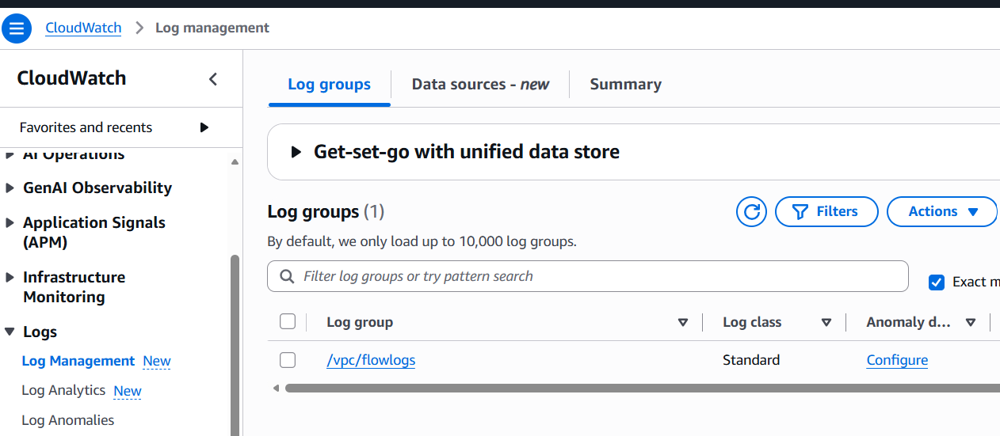 CloudWatch > Log management
CloudWatch
Favorites and recents
AI Operations
GenAI Observability
Application Signals
(APM)
Infrastructure
Monitoring
Logs
Log Management New
Log Analytics New
Log Anomalies
Log groups
Data sources - new
Summary
Get-set-go with unified data store
Log groups (1)
Filters
Actions
By default, we only load up to 10,000 log groups.
Filter log groups or try pattern search
Exact m
Log group
Log class
Anomaly d...
/vpc/flowlogs
Standard
Configure